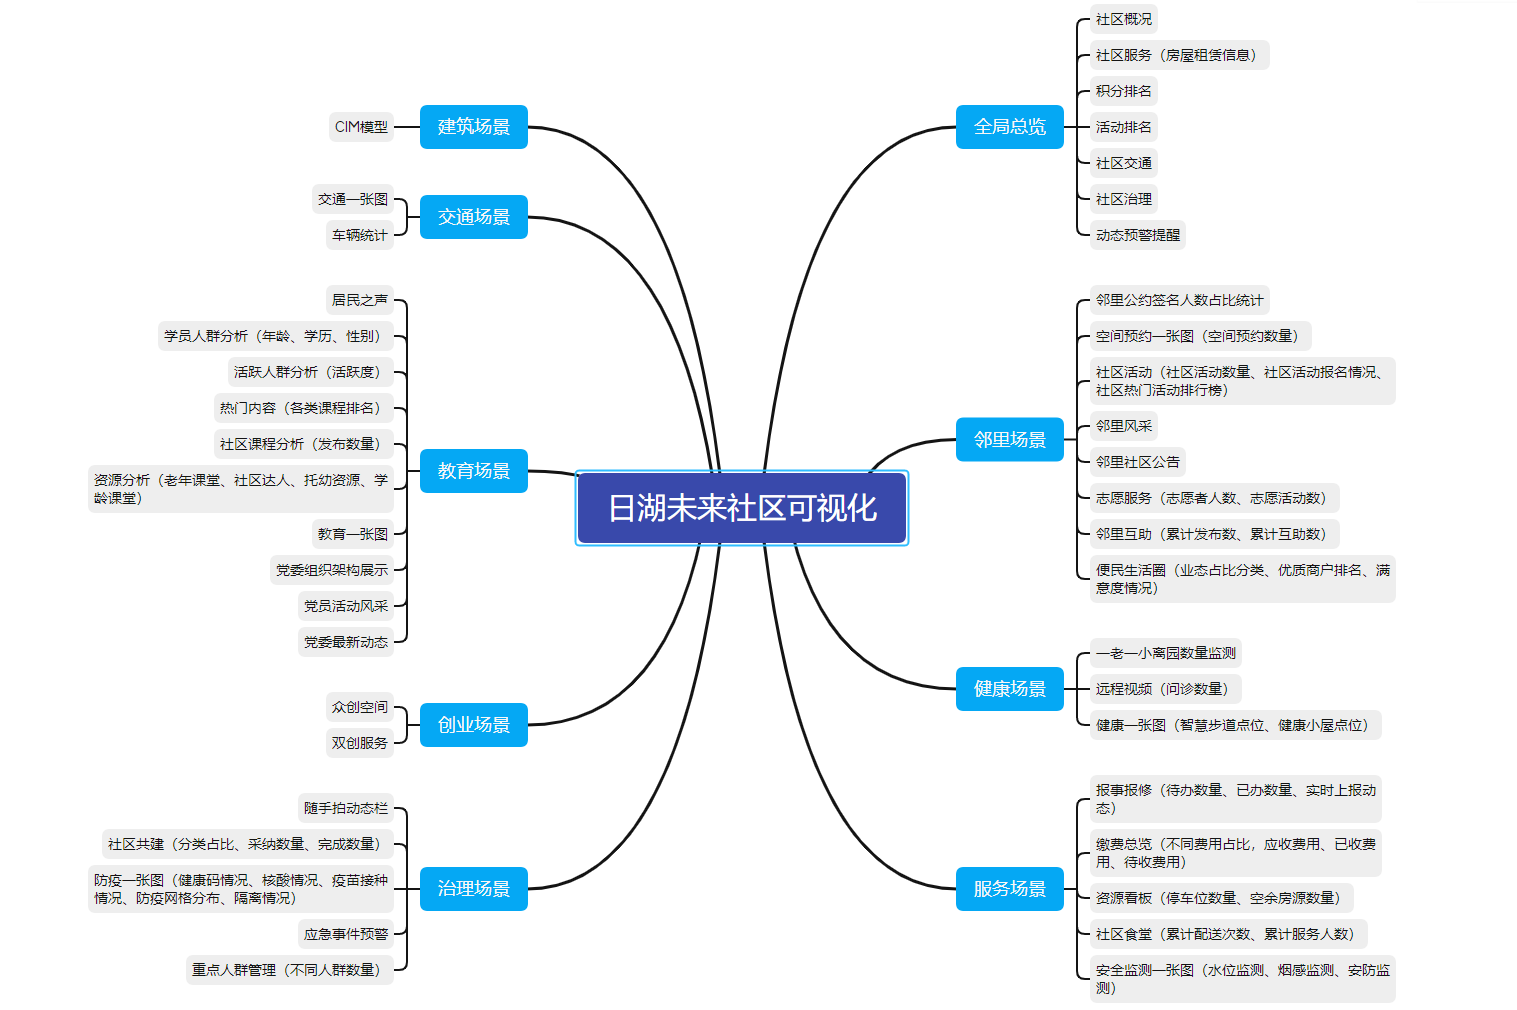 日湖未来社区可视化
全局总览
社区概况
社区服务（房屋租赁信息）
积分排名
活动排名
社区交通
社区治理
动态预警提醒
邻里场景
邻里公约签名人数占比统计
空间预约一张图（空间预约数量）
社区活动（社区活动数量、社区活动报名情况、
社区热门活动排行榜）
邻里风采
邻里社区公告
志愿服务（志愿者人数、志愿活动数）
邻里互助（累计发布数、累计互助数）
便民生活圈（业态占比分类、优质商户排名、满
意度情况）
健康场景
一老一小离园数量监测
远程视频（问诊数量）
健康一张图（智慧步道点位、健康小屋点位）
服务场景
报事报修（待办数量、已办数量、实时上报动
态）
缴费总览（不同费用占比，应收费用、已收费
用、待收费用）
资源看板（停车位数量、空余房源数量）
社区食堂（累计配送次数、累计服务人数）
安全监测一张图（水位监测、烟感监测、安防监
测）
建筑场景
CIM模型
交通场景
交通一张图
车辆统计
教育场景
居民之声
学员人群分析（年龄、学历、性别）
活跃人群分析（活跃度）
热门内容（各类课程排名）
社区课程分析（发布数量）
资源分析（老年课堂、社区达人、托幼资源、学
龄课堂）
教育一张图
党委组织架构展示
党员活动风采
党委最新动态
创业场景
众创空间
双创服务
治理场景
随手拍动态栏
社区共建（分类占比、采纳数量、完成数量）
防疫一张图（健康码情况、核酸情况、疫苗接种
情况、防疫网格分布、隔离情况）
应急事件预警
重点人群管理（不同人群数量）